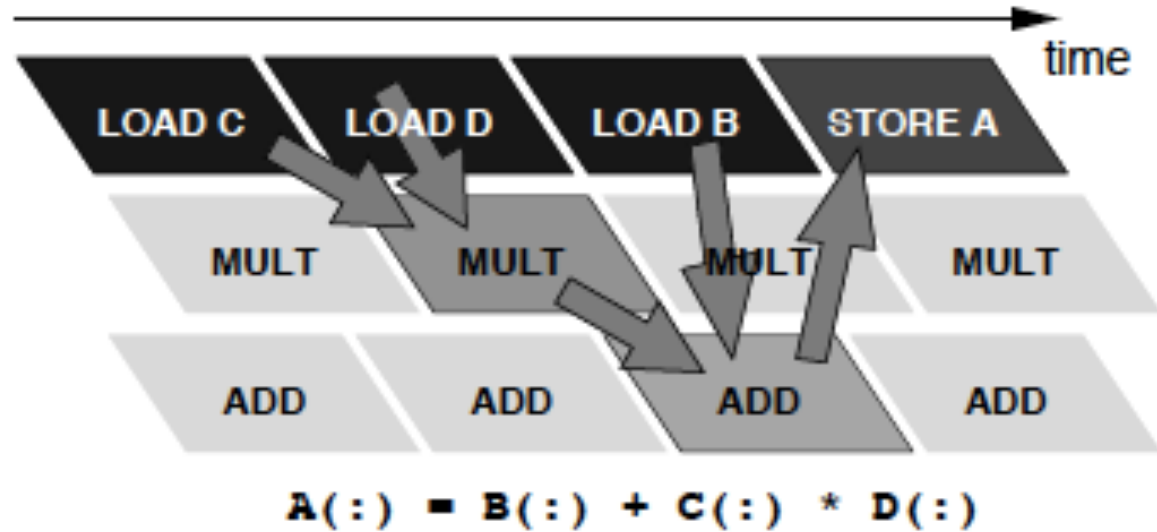 time
LOAD C LOAD D LOAD B STORE A
MULT MULT MULT MULT
ADD ADD ADD ADD
A(:) = B(:) + C(:) * D(:)